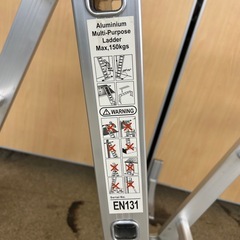 Aluminium
Multi-Purpose
Ladder
Max,150kgs
WARNING
EN131